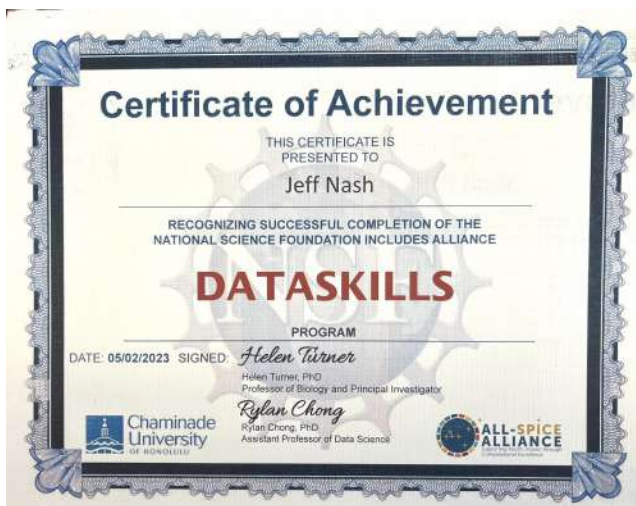 Certificate of Achievement
THIS CERTIFICATE IS
PRESENTED TO
Jeff Nash
RECOGNIZING SUCCESSFUL COMPLETION OF THE
NATIONAL SCIENCE FOUNDATION INCLUDES ALLIANCE
NSF
DATASKILLS
PROGRAM
DATE: 05/02/2023 SIGNED: Helen Turner
Helen Turner, PhD
Professor of Biology and Principal Investigator
Rylan Chong
Rylan Chong, PhD
Assistant Professor of Data Science
Chaminade
University
OF HONOLULU
ALL-SPICE
ALLIANCE